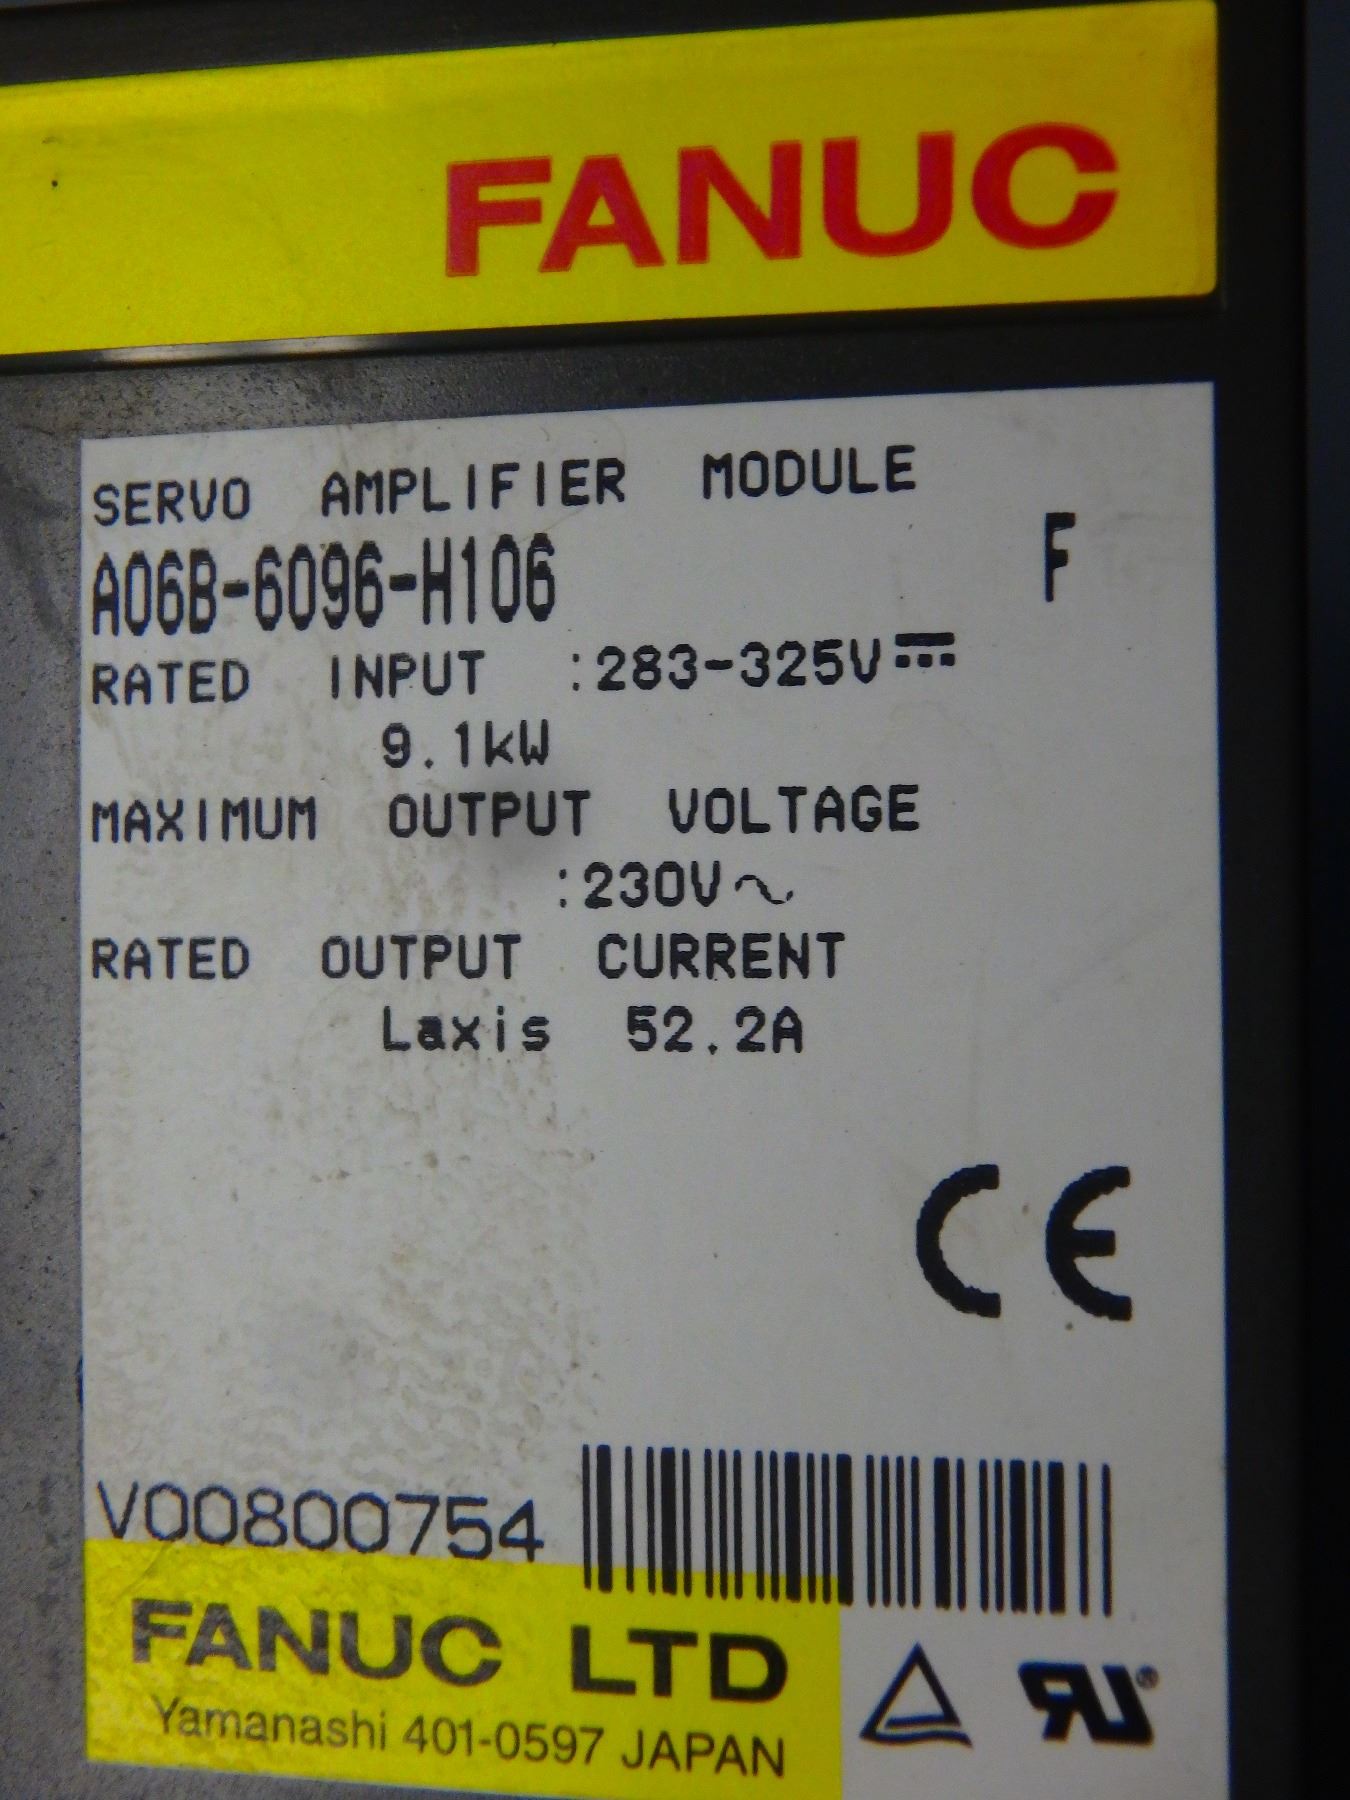 FANUC
SERVO AMPLIFIER MODULE
A06B-6096-H106 F
RATED INPUT :283-325V⎓
9.1kW
MAXIMUM OUTPUT VOLTAGE
:230V~
RATED OUTPUT CURRENT
Laxis 52.2A
CE
V00800754
FANUC LTD
Yamanashi 401-0597 JAPAN
RU®